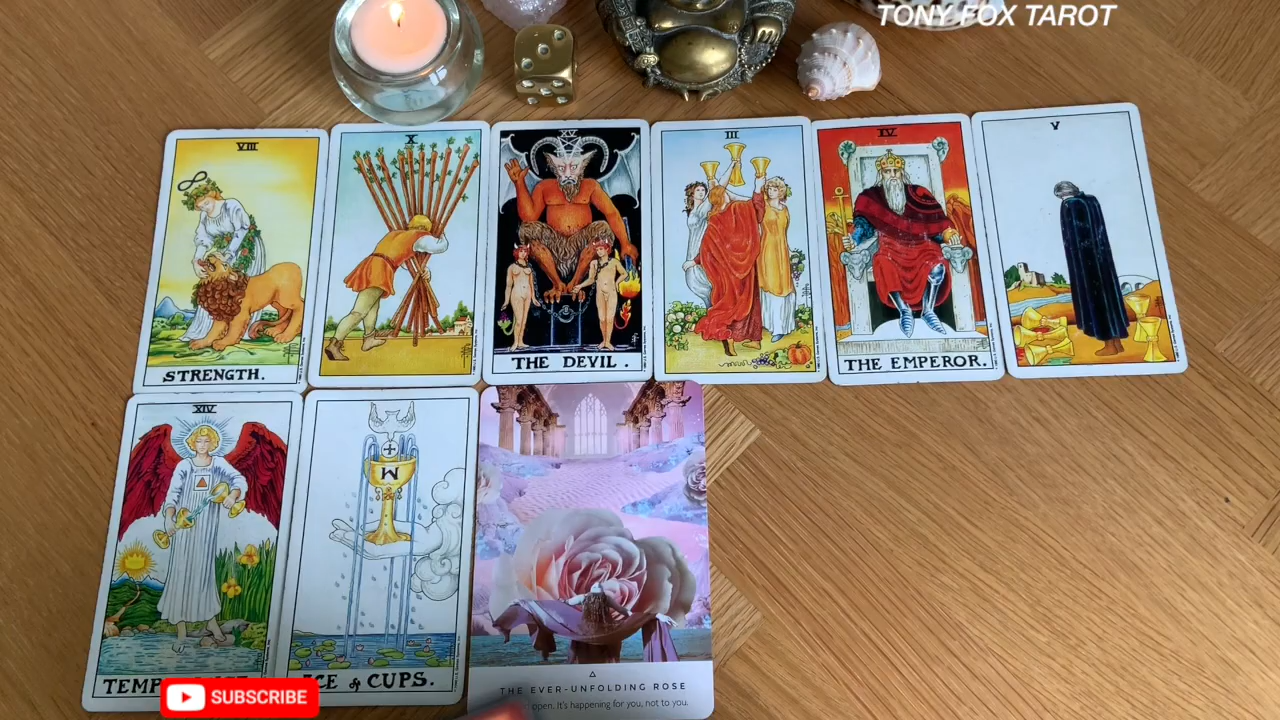 TONY FOX TAROT
VIII
STRENGTH.
X
XV
THE DEVIL.
III
IV
THE EMPEROR.
V
XIV
OF CUPS.
THE EVER-UNFOLDING ROSE
open. It's happening for you, not to you.
SUBSCRIBE